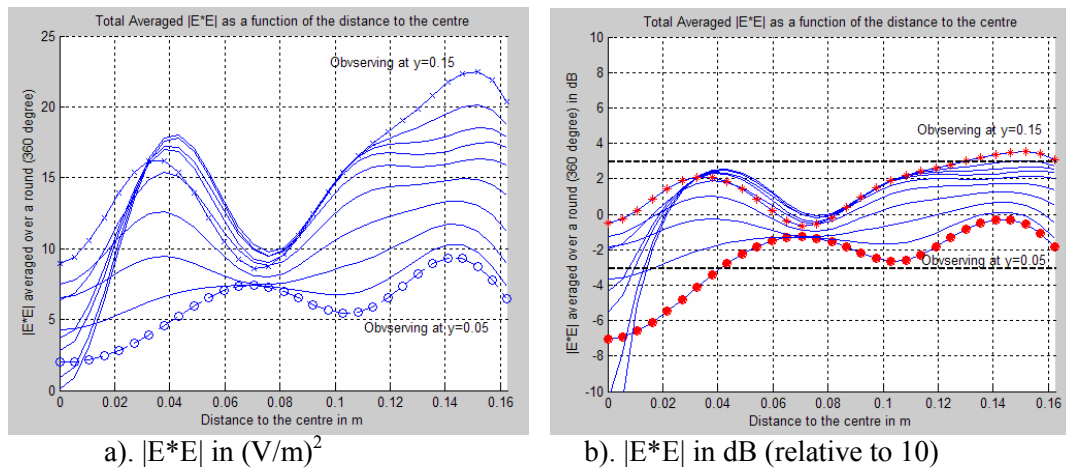 Total Averaged |E*E| as a function of the distance to the centre
|E*E| averaged over a round (360 degree)
25
20
15
10
5
0
Obvserving at y=0.15
Obvserving at y=0.05
0 0.02 0.04 0.06 0.08 0.1 0.12 0.14 0.16
Distance to the centre in m
a). |E*E| in (V/m)²
Total Averaged |E*E| as a function of the distance to the centre
|E*E| averaged over a round (360 degree) in dB
10
8
6
4
2
0
-2
-4
-6
-8
-10
Obvserving at y=0.15
Obvserving at y=0.05
0 0.02 0.04 0.06 0.08 0.1 0.12 0.14 0.16
Distance to the centre in m
b). |E*E| in dB (relative to 10)